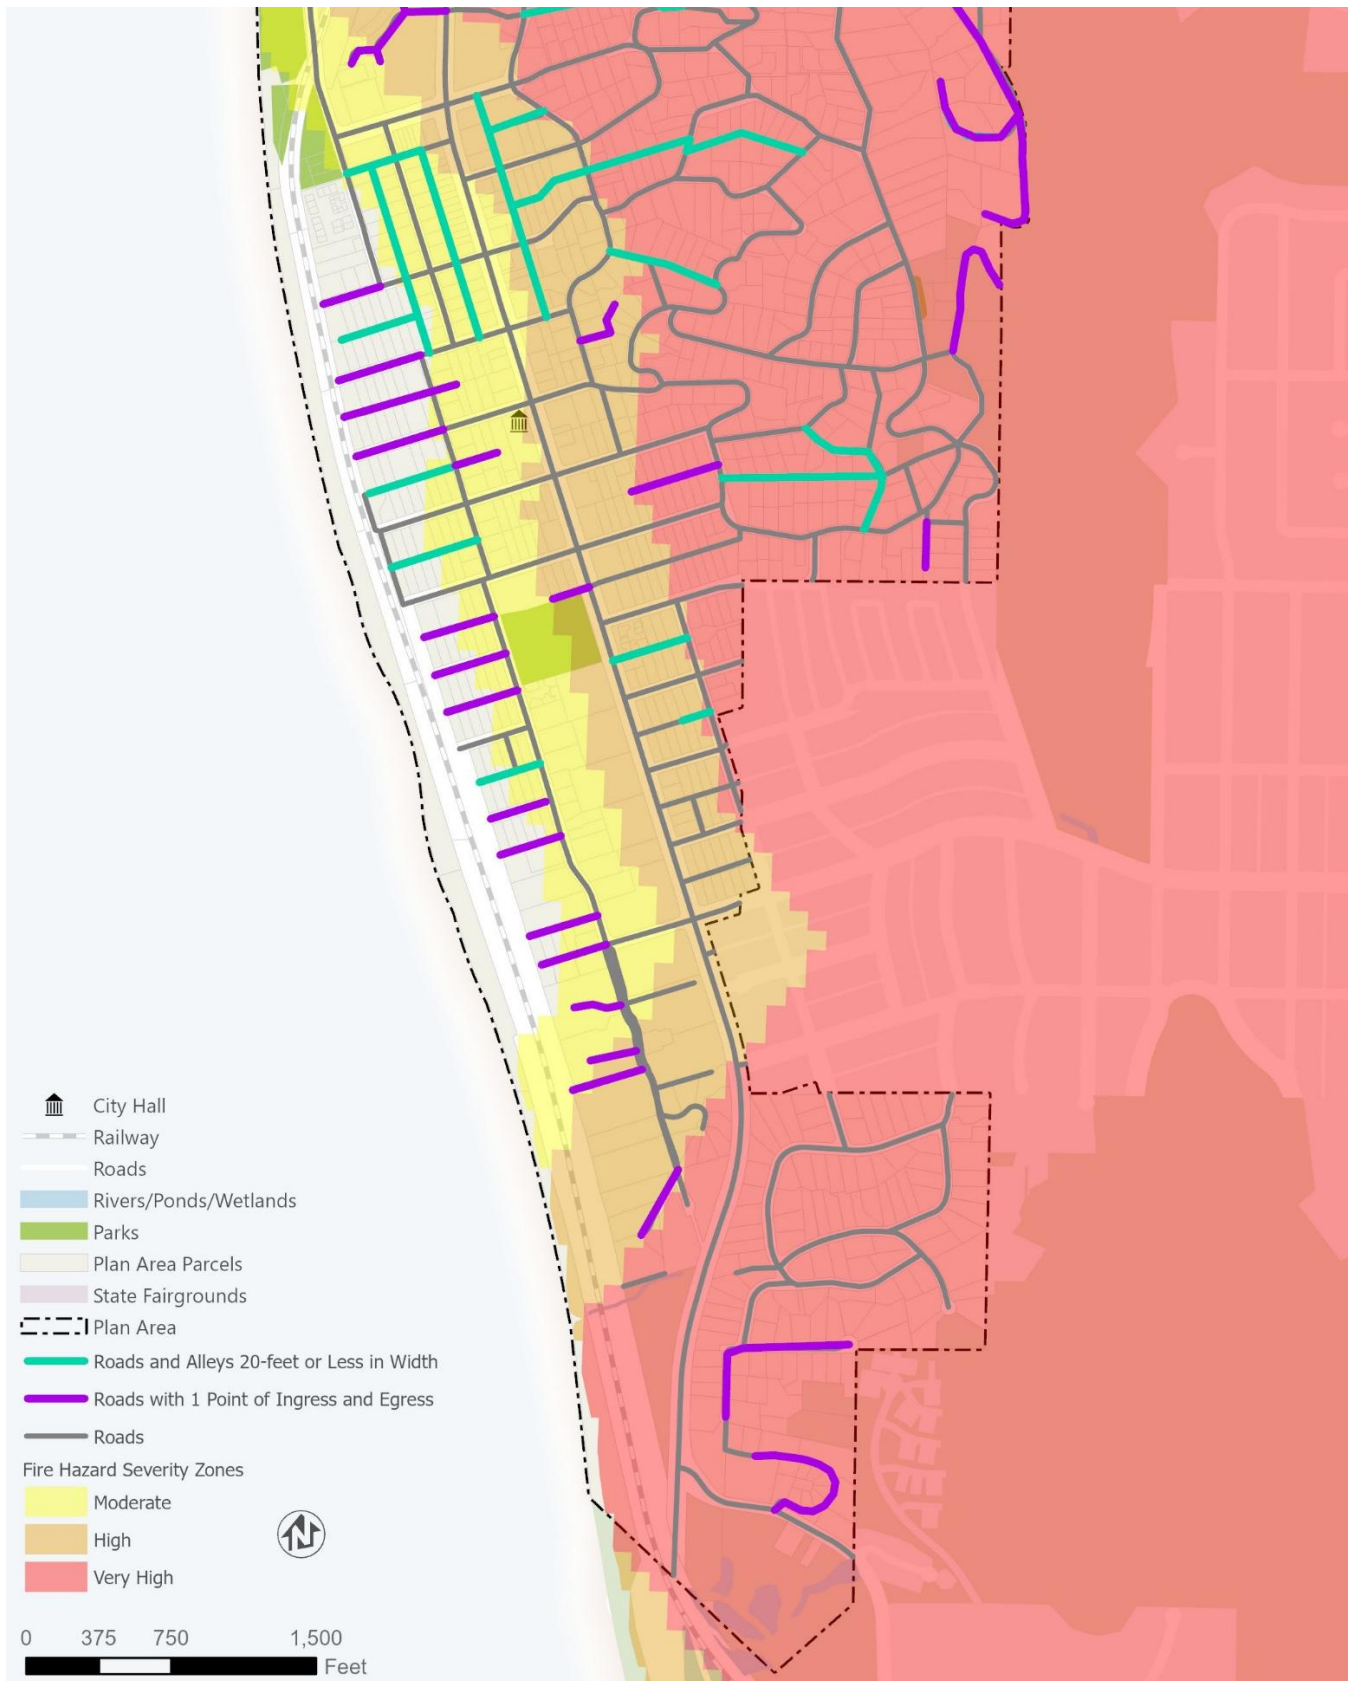 City Hall
Railway
Roads
Rivers/Ponds/Wetlands
Parks
Plan Area Parcels
State Fairgrounds
Plan Area
Roads and Alleys 20-feet or Less in Width
Roads with 1 Point of Ingress and Egress
Roads
Fire Hazard Severity Zones
Moderate
High
Very High
N
0 375 750 1,500
Feet